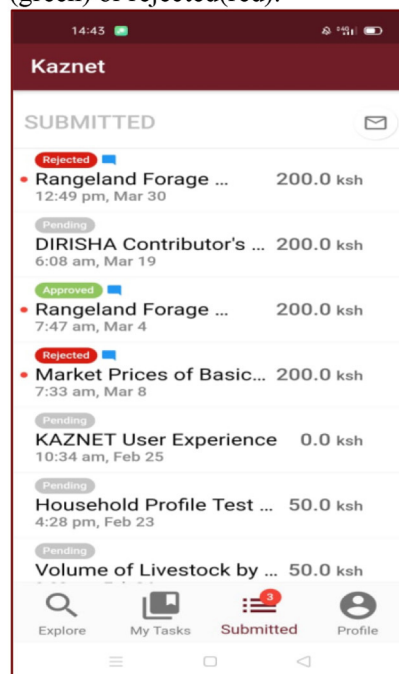 (green) or rejected(red).
14:43
Kaznet
SUBMITTED
Rejected
Rangeland Forage ... 200.0 ksh
12:49 pm, Mar 30
Pending
DIRISHA Contributor's ... 200.0 ksh
6:08 am, Mar 19
Approved
Rangeland Forage ... 200.0 ksh
7:47 am, Mar 4
Rejected
Market Prices of Basic... 200.0 ksh
7:33 am, Mar 8
Pending
KAZNET User Experience 0.0 ksh
10:34 am, Feb 25
Pending
Household Profile Test ... 50.0 ksh
4:28 pm, Feb 23
Pending
Volume of Livestock by ... 50.0 ksh
3
Explore My Tasks Submitted Profile